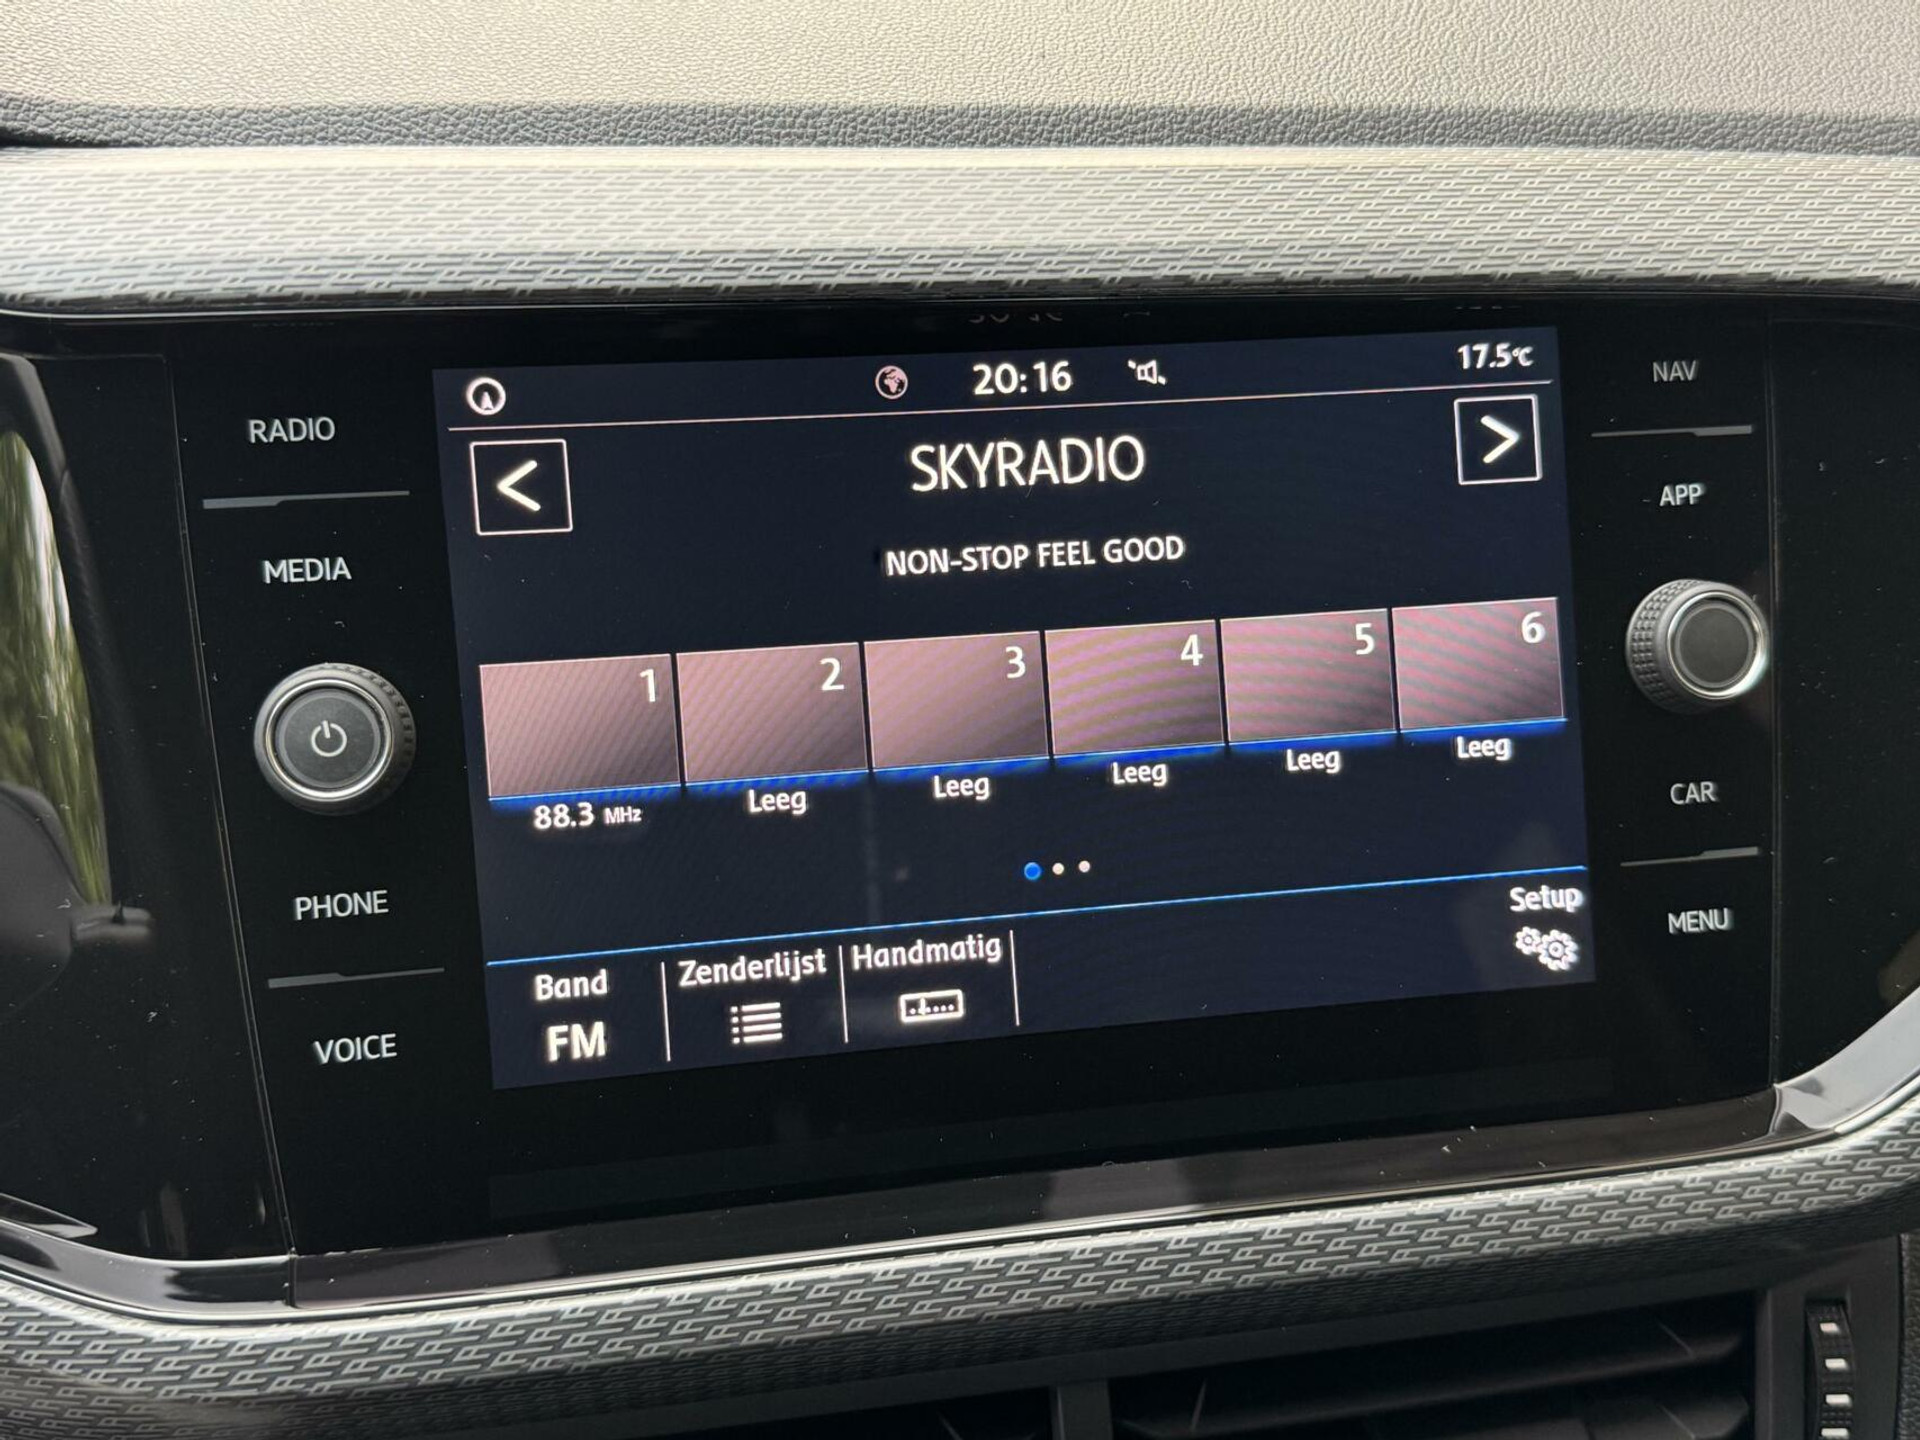 20:16
17.5°C
RADIO
MEDIA
PHONE
VOICE
<
SKYRADIO
>
NON-STOP FEEL GOOD
1
2
3
4
5
6
88.3 MHz
Leeg
Leeg
Leeg
Leeg
Leeg
Band
FM
Zenderlijst
Handmatig
Setup
NAV
APP
CAR
MENU